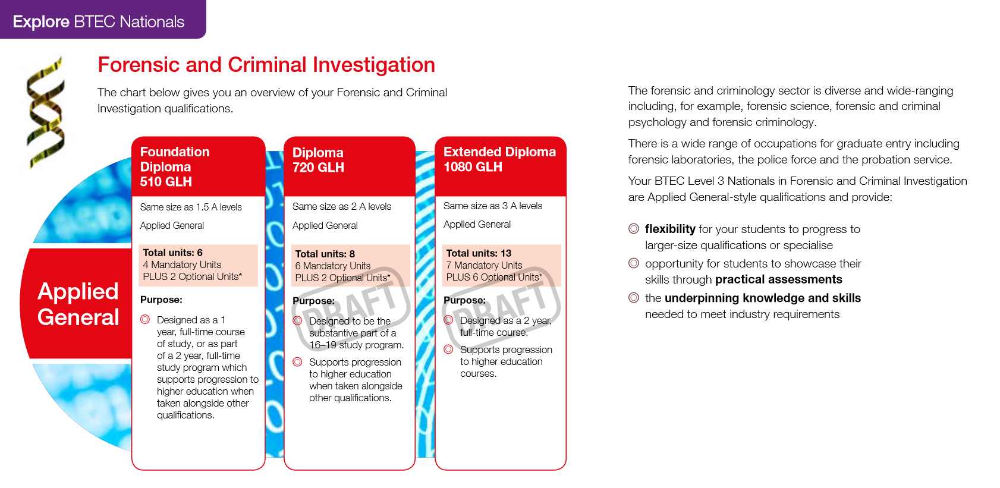 Explore BTEC Nationals
Forensic and Criminal Investigation
The chart below gives you an overview of your Forensic and Criminal
Investigation qualifications.
Applied
General
Foundation
Diploma
510 GLH
Same size as 1.5 A levels
Applied General
Total units: 6
4 Mandatory Units
PLUS 2 Optional Units*
Purpose:
Designed as a 1
year, full-time course
of study, or as part
of a 2 year, full-time
study program which
supports progression to
higher education when
taken alongside other
qualifications.
Diploma
720 GLH
Same size as 2 A levels
Applied General
Total units: 8
6 Mandatory Units
PLUS 2 Optional Units*
Purpose:
DRAFT
Designed to be the
substantive part of a
16–19 study program.
Supports progression
to higher education
when taken alongside
other qualifications.
Extended Diploma
1080 GLH
Same size as 3 A levels
Applied General
Total units: 13
7 Mandatory Units
PLUS 6 Optional Units*
Purpose:
DRAFT
Designed as a 2 year,
full-time course.
Supports progression
to higher education
courses.
The forensic and criminology sector is diverse and wide-ranging
including, for example, forensic science, forensic and criminal
psychology and forensic criminology.
There is a wide range of occupations for graduate entry including
forensic laboratories, the police force and the probation service.
Your BTEC Level 3 Nationals in Forensic and Criminal Investigation
are Applied General-style qualifications and provide:
flexibility for your students to progress to
larger-size qualifications or specialise
opportunity for students to showcase their
skills through practical assessments
the underpinning knowledge and skills
needed to meet industry requirements